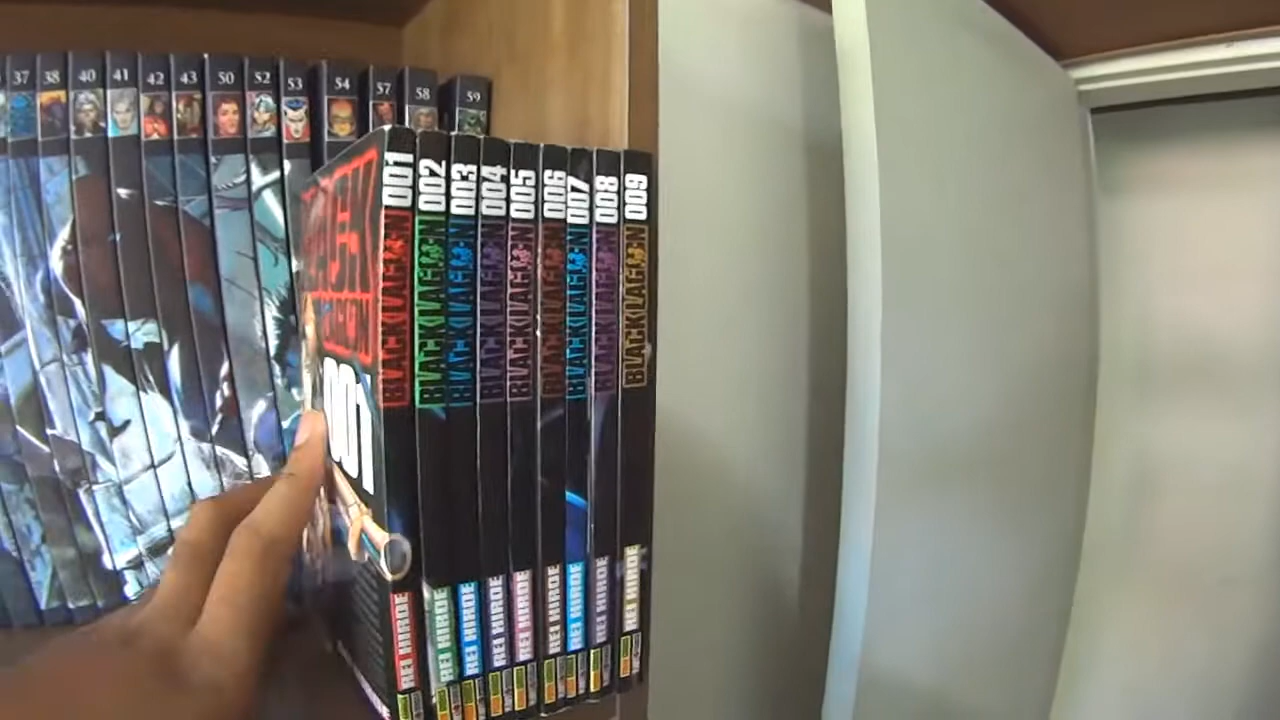 37
38
40
41
42
43
50
52
53
54
57
58
59
BLACK
LAGOON
001
001 BLACK LAGOON REI HIROE
002 BLACK LAGOON REI HIROE
003 BLACK LAGOON REI HIROE
004 BLACK LAGOON REI HIROE
005 BLACK LAGOON REI HIROE
006 BLACK LAGOON REI HIROE
007 BLACK LAGOON REI HIROE
008 BLACK LAGOON REI HIROE
009 BLACK LAGOON REI HIROE